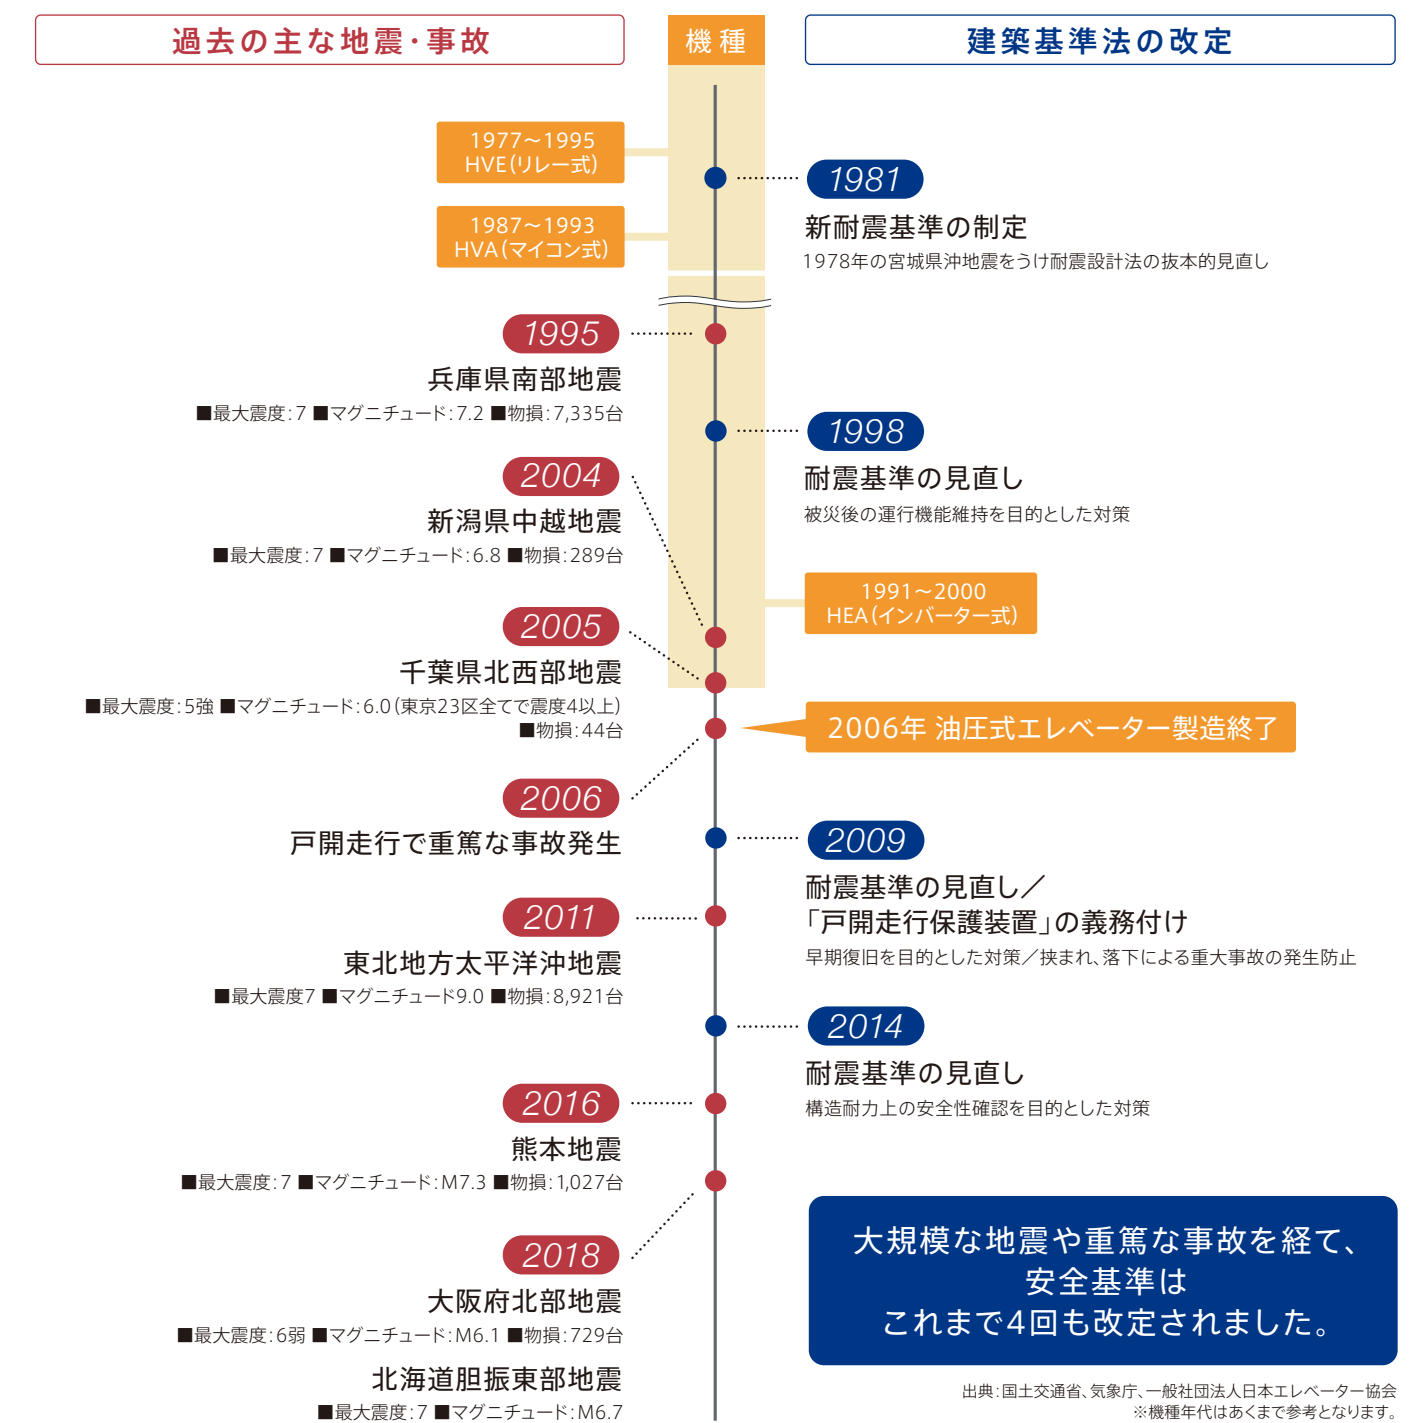 過去の主な地震・事故
機種
建築基準法の改定
1977～1995
HVE(リレー式)
1987～1993
HVA(マイコン式)
1981
新耐震基準の制定
1978年の宮城県沖地震をうけ耐震設計法の抜本的見直し
1995
兵庫県南部地震
■最大震度:7 ■マグニチュード:7.2 ■物損:7,335台
1998
耐震基準の見直し
被災後の運行機能維持を目的とした対策
2004
新潟県中越地震
■最大震度:7 ■マグニチュード:6.8 ■物損:289台
1991～2000
HEA(インバーター式)
2005
千葉県北西部地震
■最大震度:5強 ■マグニチュード:6.0(東京23区全てで震度4以上)
■物損:44台
2006年 油圧式エレベーター製造終了
2006
戸開走行で重篤な事故発生
2009
耐震基準の見直し／
「戸開走行保護装置」の義務付け
早期復旧を目的とした対策／挟まれ、落下による重大事故の発生防止
2011
東北地方太平洋沖地震
■最大震度7 ■マグニチュード9.0 ■物損:8,921台
2014
耐震基準の見直し
構造耐力上の安全性確認を目的とした対策
2016
熊本地震
■最大震度:7 ■マグニチュード:M7.3 ■物損:1,027台
2018
大阪府北部地震
■最大震度:6弱 ■マグニチュード:M6.1 ■物損:729台
北海道胆振東部地震
■最大震度:7 ■マグニチュード:M6.7
大規模な地震や重篤な事故を経て、
安全基準は
これまで4回も改定されました。
出典:国土交通省、気象庁、一般社団法人日本エレベーター協会
※機種年代はあくまで参考となります。